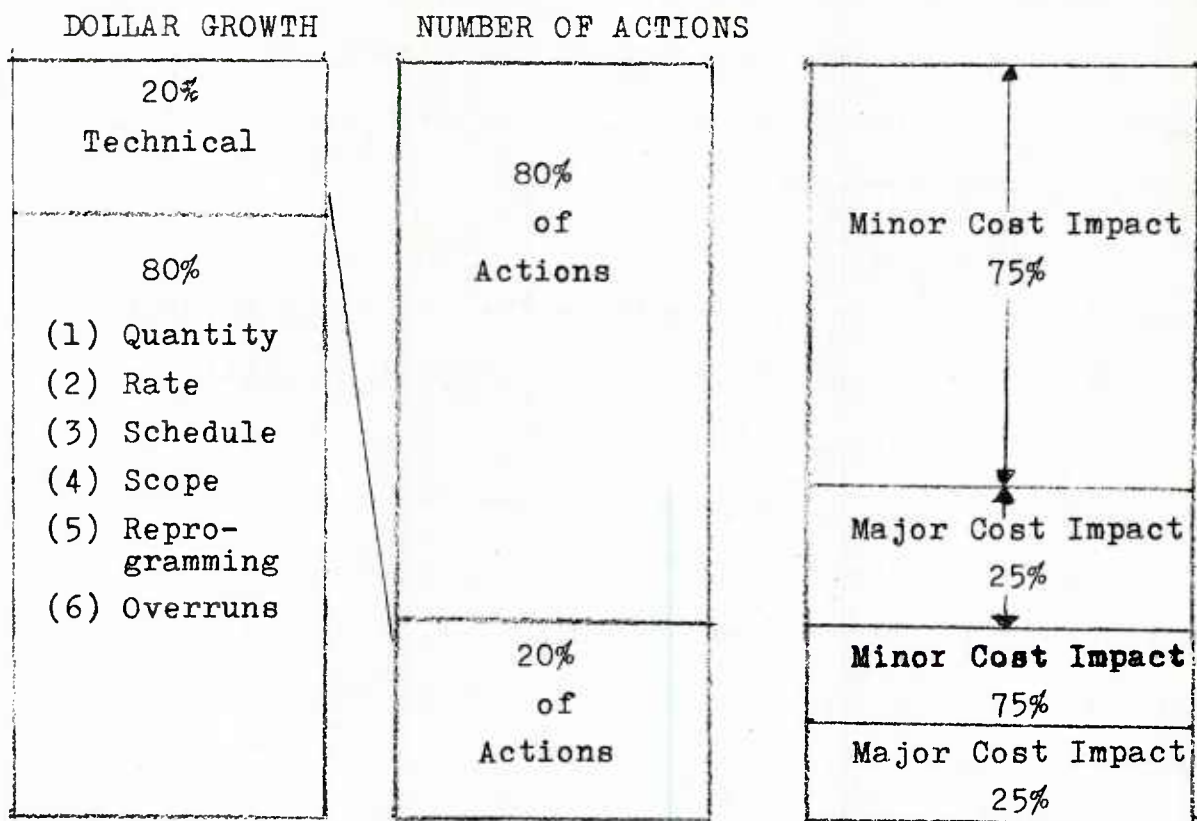 DOLLAR GROWTH
20%
Technical
80%
(1) Quantity
(2) Rate
(3) Schedule
(4) Scope
(5) Repro-
gramming
(6) Overruns
NUMBER OF ACTIONS
80%
of
Actions
20%
of
Actions
Minor Cost Impact
75%
Major Cost Impact
25%
Minor Cost Impact
75%
Major Cost Impact
25%